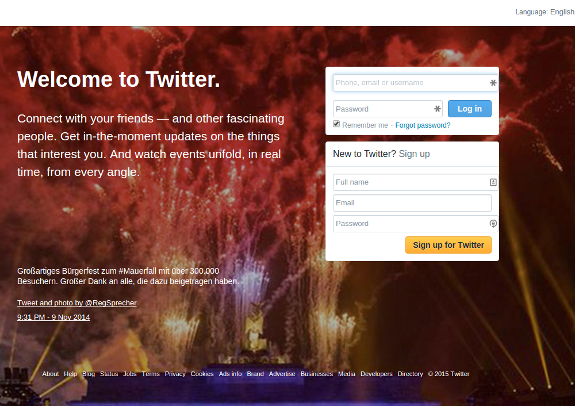 Language: English
Welcome to Twitter.
Connect with your friends — and other fascinating
people. Get in-the-moment updates on the things
that interest you. And watch events unfold, in real
time, from every angle.
Phone, email or username
Password
Log in
Remember me · Forgot password?
New to Twitter? Sign up
Full name
Email
Password
Sign up for Twitter
Großartiges Bürgerfest zum #Mauerfall mit über 300.000
Besuchern. Großer Dank an alle, die dazu beigetragen haben.
Tweet and photo by @RegSprecher
9:31 PM - 9 Nov 2014
About Help Blog Status Jobs Terms Privacy Cookies Ads info Brand Advertise Businesses Media Developers Directory © 2015 Twitter